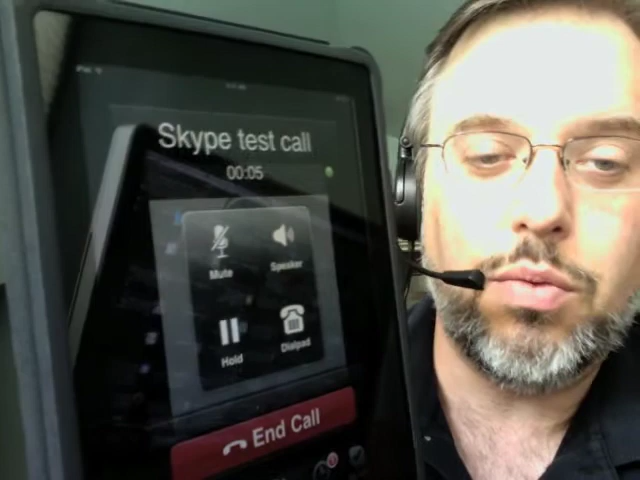 Skype test call
00:05
Mute
Speaker
Hold
Dialpad
End Call